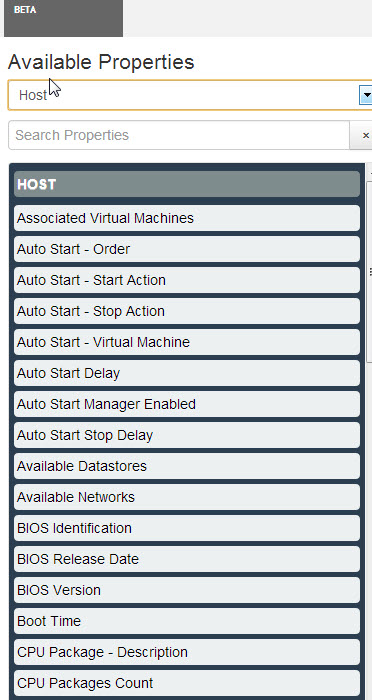 BETA
Available Properties
Host
Search Properties
×
HOST
Associated Virtual Machines
Auto Start - Order
Auto Start - Start Action
Auto Start - Stop Action
Auto Start - Virtual Machine
Auto Start Delay
Auto Start Manager Enabled
Auto Start Stop Delay
Available Datastores
Available Networks
BIOS Identification
BIOS Release Date
BIOS Version
Boot Time
CPU Package - Description
CPU Packages Count